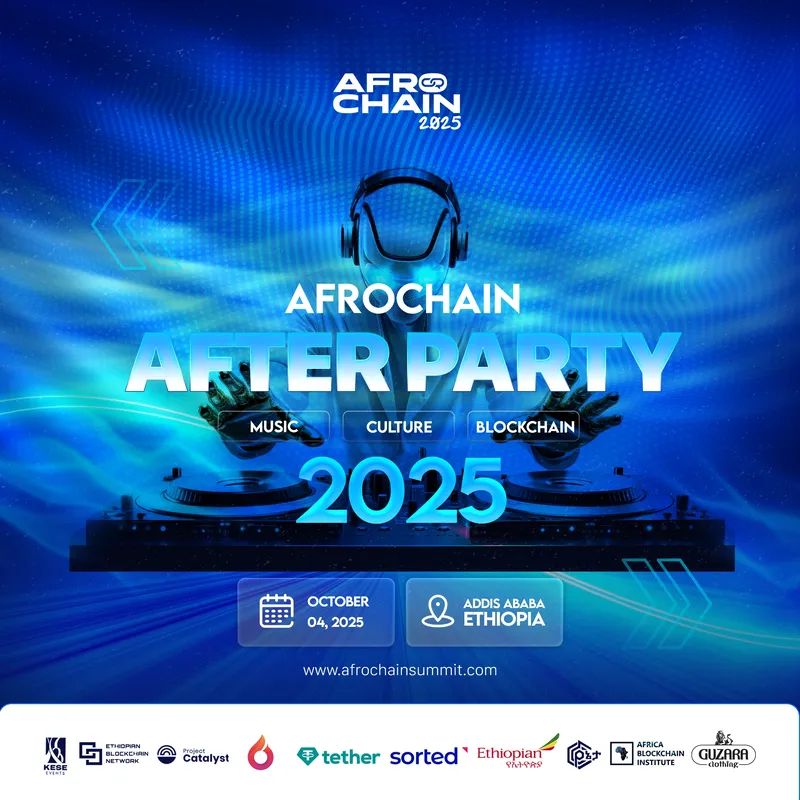 AFRO
CHAIN
2025
AFROCHAIN
AFTER PARTY
MUSIC
CULTURE
BLOCKCHAIN
2025
OCTOBER
04, 2025
ADDIS ABABA
ETHIOPIA
www.afrochainsummit.com
KESE
EVENTS
ETHIOPIAN
BLOCKCHAIN
NETWORK
Project
Catalyst
tether
sorted
Ethiopian
የኢትዮጵያ
AFRICA
BLOCKCHAIN
INSTITUTE
GUZARA
clothing